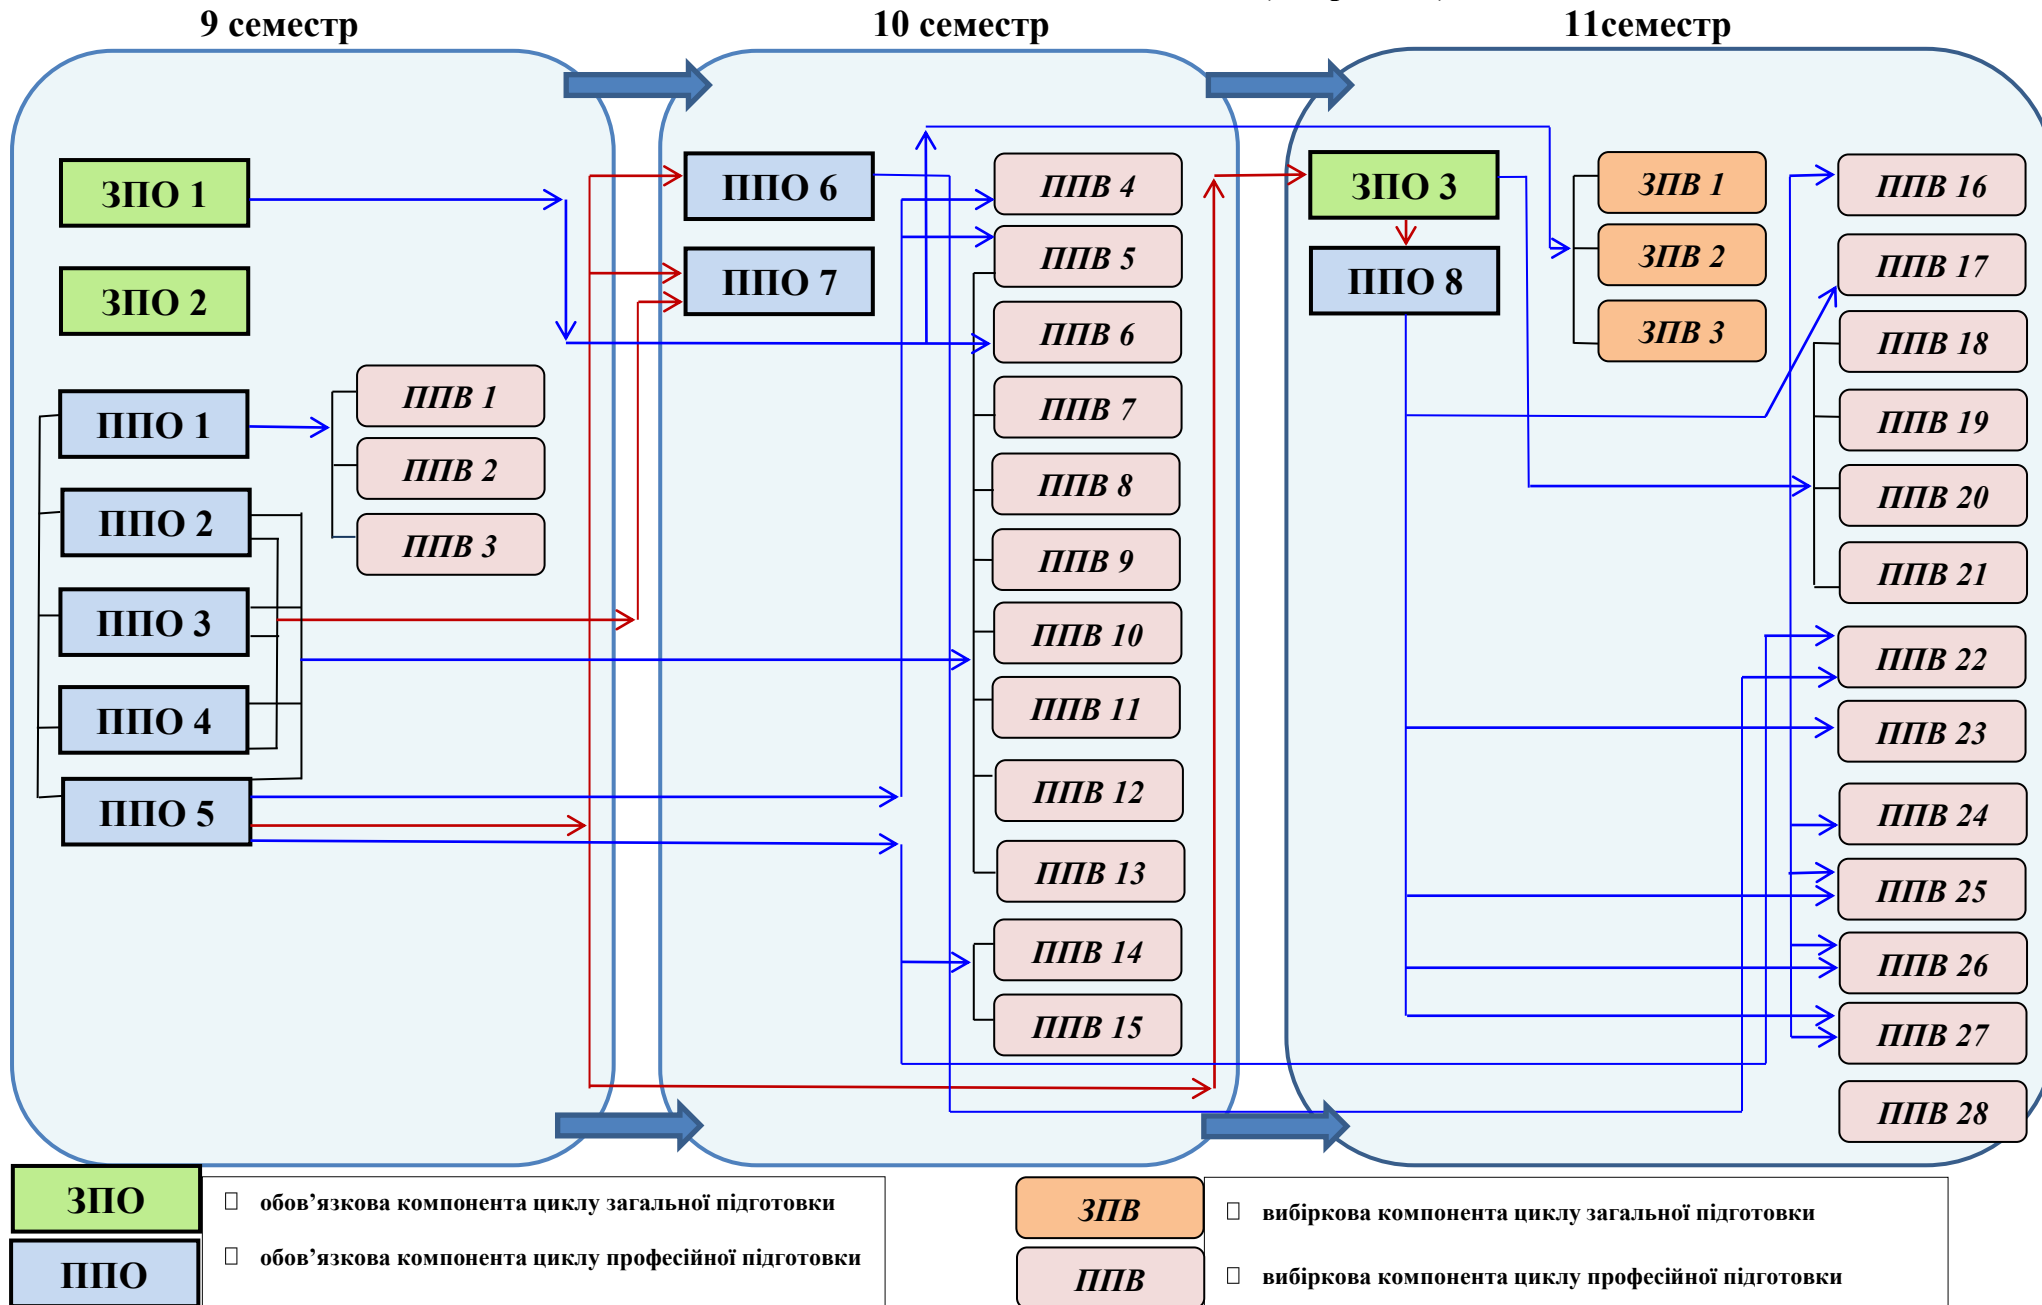 9 семестр
10 семестр
11семестр
ЗПО 1
ЗПО 2
ППО 1
ППО 2
ППО 3
ППО 4
ППО 5
ППВ 1
ППВ 2
ППВ 3
ППО 6
ППО 7
ППВ 4
ППВ 5
ППВ 6
ППВ 7
ППВ 8
ППВ 9
ППВ 10
ППВ 11
ППВ 12
ППВ 13
ППВ 14
ППВ 15
ЗПО 3
ППО 8
ЗПВ 1
ЗПВ 2
ЗПВ 3
ППВ 16
ППВ 17
ППВ 18
ППВ 19
ППВ 20
ППВ 21
ППВ 22
ППВ 23
ППВ 24
ППВ 25
ППВ 26
ППВ 27
ППВ 28
ЗПО
обов’язкова компонента циклу загальної підготовки
ППО
обов’язкова компонента циклу професійної підготовки
ЗПВ
вибіркова компонента циклу загальної підготовки
ППВ
вибіркова компонента циклу професійної підготовки